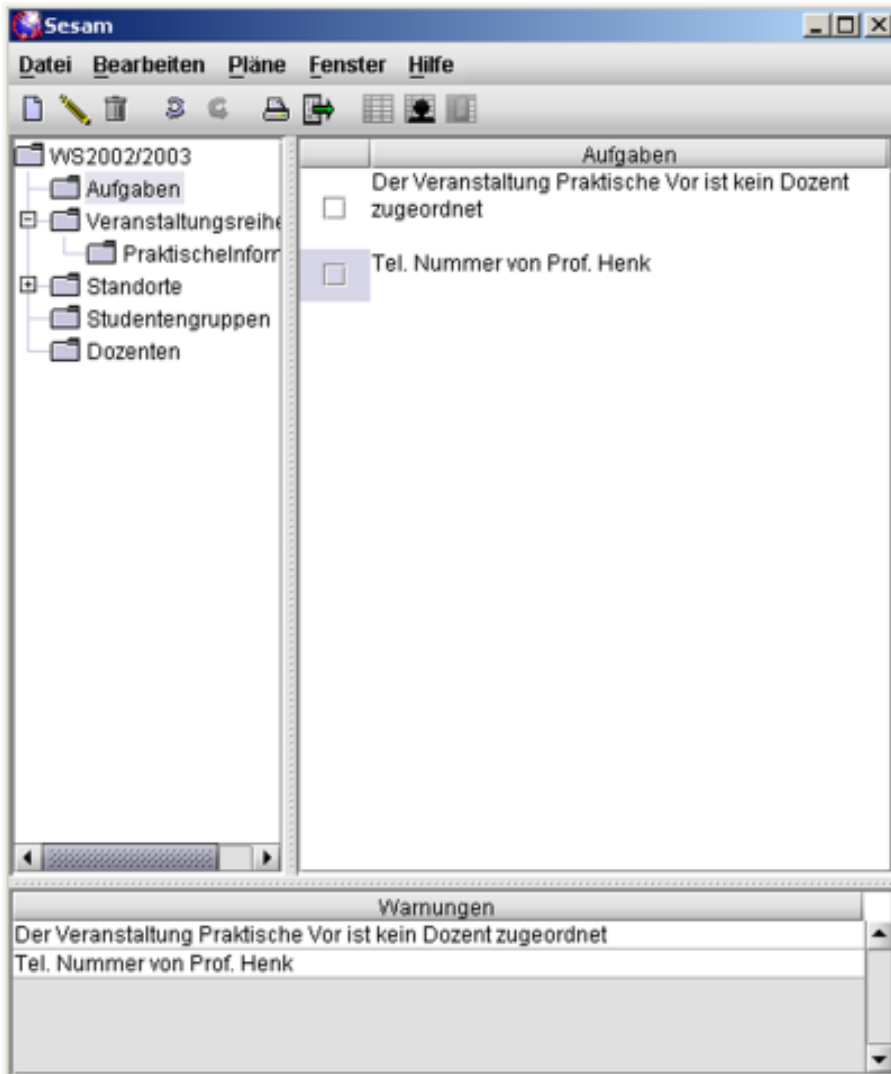 Sesam
Datei Bearbeiten Pläne Fenster Hilfe
WS2002/2003
Aufgaben
Veranstaltungsreihe
PraktischeInforr
Standorte
Studentengruppen
Dozenten
Aufgaben
Der Veranstaltung Praktische Vor ist kein Dozent
zugeordnet
Tel. Nummer von Prof. Henk
Warnungen
Der Veranstaltung Praktische Vor ist kein Dozent zugeordnet
Tel. Nummer von Prof. Henk